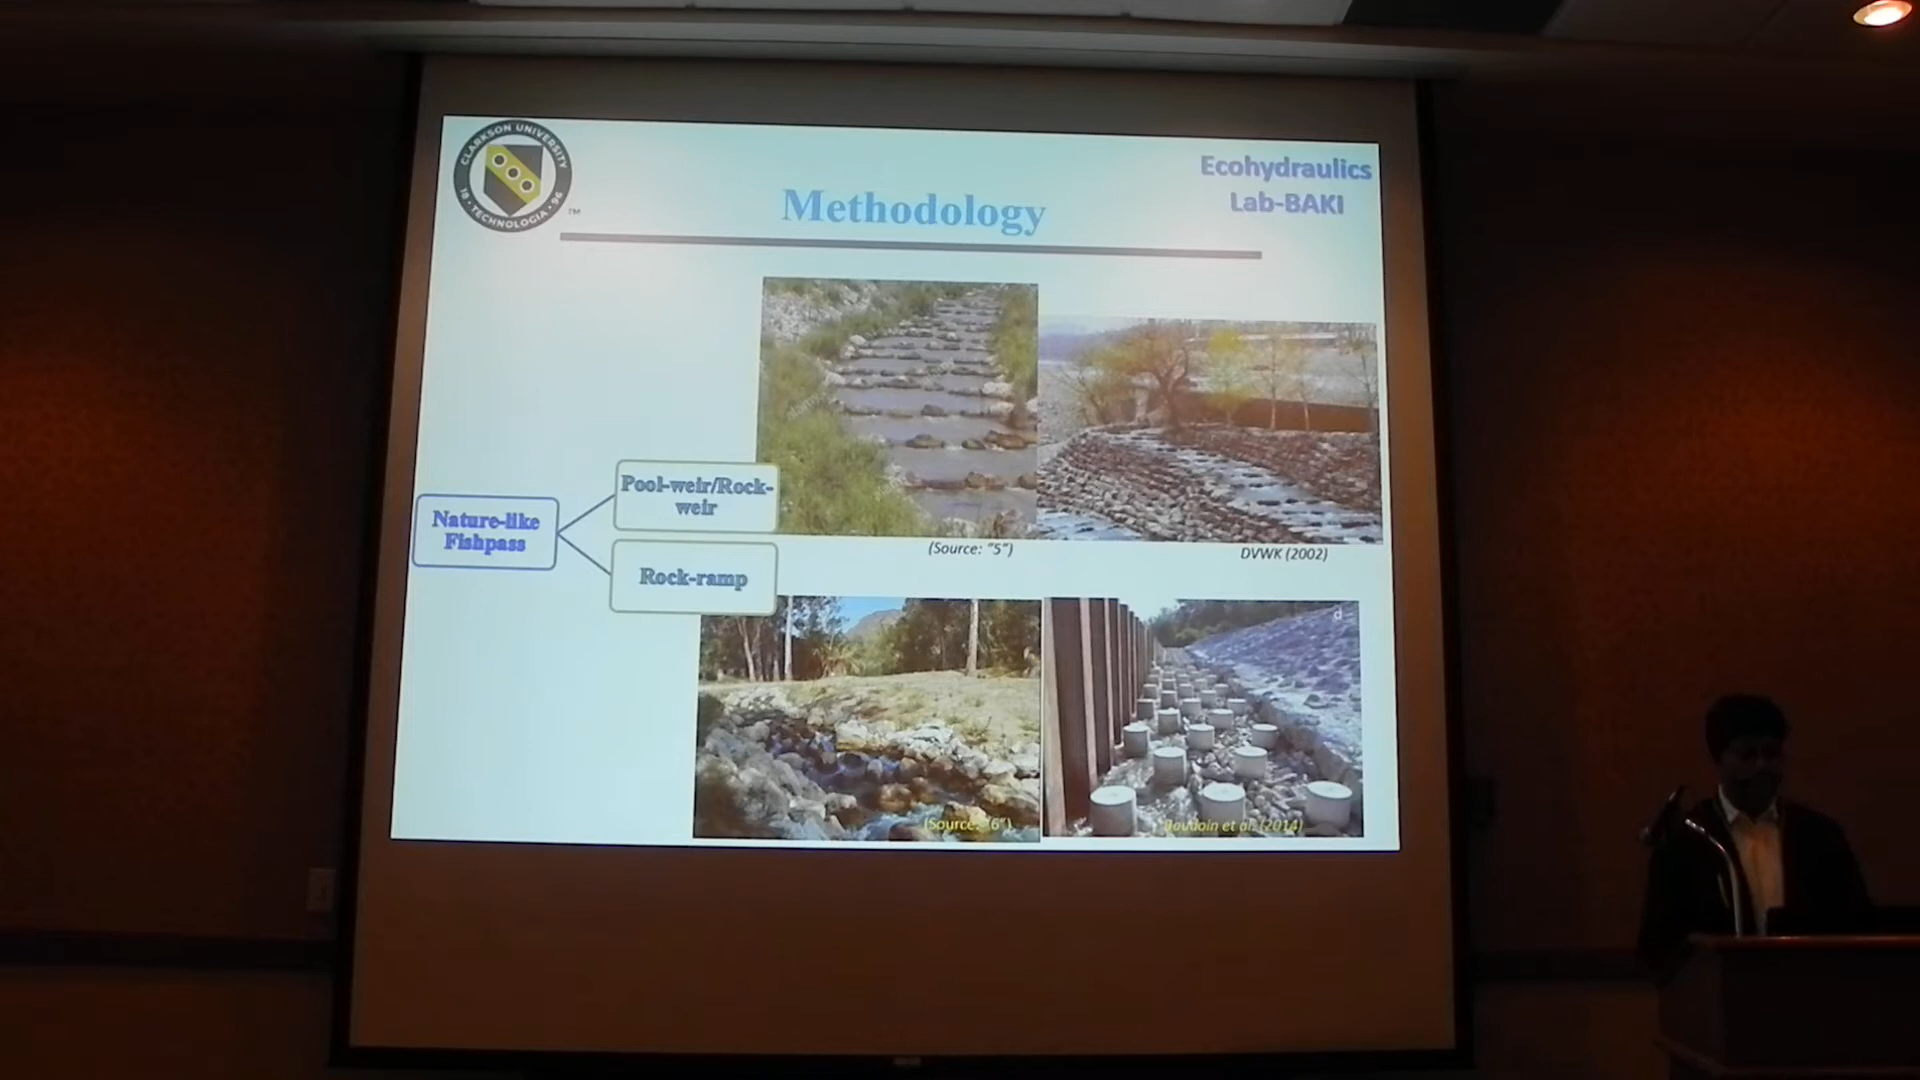 CLARKSON UNIVERSITY
18 • TECHNOLOGIA • 96
TM
Ecohydraulics
Lab-BAKI
Methodology
Nature-like
Fishpass
Pool-weir/Rock-
weir
Rock-ramp
(Source: "5")
DVWK (2002)
d
(Source: "6")
Baudoin et al. (2014)